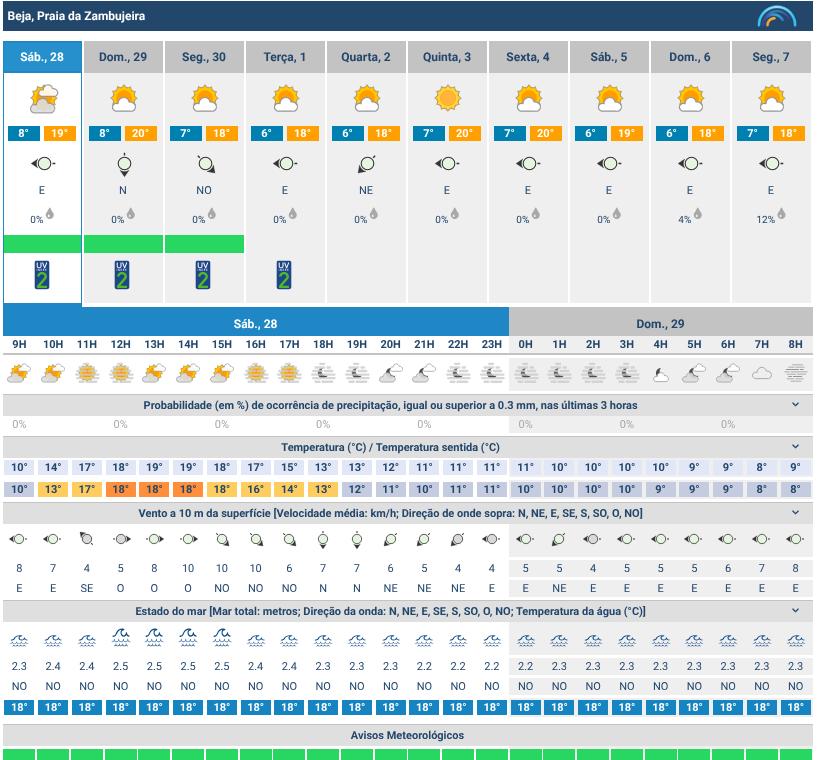 Beja, Praia da Zambujeira
Sáb., 28 Dom., 29 Seg., 30 Terça, 1 Quarta, 2 Quinta, 3 Sexta, 4 Sáb., 5 Dom., 6 Seg., 7
8° 19° 8° 20° 7° 18° 6° 18° 6° 18° 7° 20° 7° 20° 6° 19° 6° 18° 7° 18°
E N NO E NE E E E E E
0% 0% 0% 0% 0% 0% 0% 0% 4% 12%
UV UV UV UV
INDEX INDEX INDEX INDEX
2 2 2 2
Sáb., 28 Dom., 29
9H 10H 11H 12H 13H 14H 15H 16H 17H 18H 19H 20H 21H 22H 23H 0H 1H 2H 3H 4H 5H 6H 7H 8H
Probabilidade (em %) de ocorrência de precipitação, igual ou superior a 0.3 mm, nas últimas 3 horas
0% 0% 0% 0% 0% 0% 0% 0%
Temperatura (°C) / Temperatura sentida (°C)
10° 14° 17° 18° 19° 19° 18° 17° 15° 13° 13° 12° 11° 11° 11° 11° 10° 10° 10° 10° 9° 9° 8° 9°
10° 13° 17° 18° 18° 18° 18° 16° 14° 13° 12° 11° 10° 11° 11° 10° 10° 10° 10° 9° 9° 9° 8° 8°
Vento a 10 m da superfície [Velocidade média: km/h; Direção de onde sopra: N, NE, E, SE, S, SO, O, NO]
8 7 4 5 8 10 10 10 6 7 7 6 5 4 4 5 5 4 5 5 5 6 7 8
E E SE O O O NO NO NO N N NE NE NE E E NE E E E E E E E
Estado do mar [Mar total: metros; Direção da onda: N, NE, E, SE, S, SO, O, NO; Temperatura da água (°C)]
2.3 2.4 2.4 2.5 2.5 2.5 2.5 2.4 2.4 2.3 2.3 2.3 2.2 2.2 2.2 2.2 2.3 2.3 2.3 2.3 2.3 2.3 2.3 2.3
NO NO NO NO NO NO NO NO NO NO NO NO NO NO NO NO NO NO NO NO NO NO NO NO
18° 18° 18° 18° 18° 18° 18° 18° 18° 18° 18° 18° 18° 18° 18° 18° 18° 18° 18° 18° 18° 18° 18° 18°
Avisos Meteorológicos